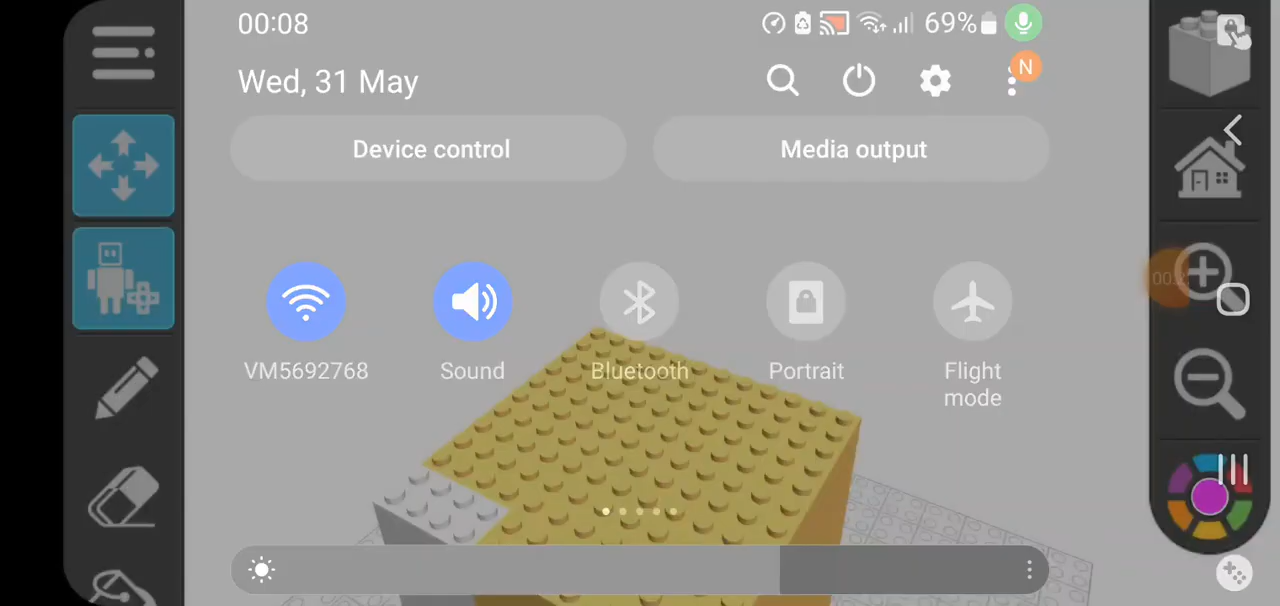 00:08
69%
Wed, 31 May
N
Device control
Media output
VM5692768
Sound
Bluetooth
Portrait
Flight
mode